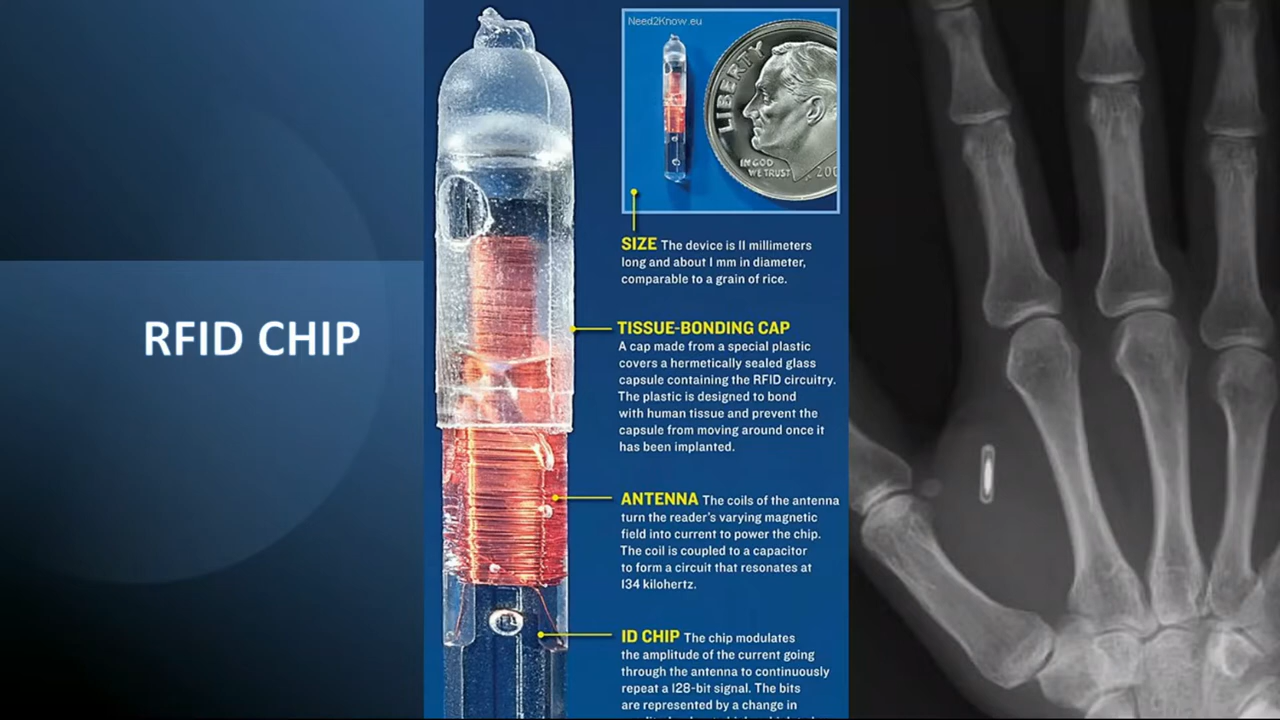 RFID CHIP
Need2Know.eu
LIBERTY
IN GOD
WE TRUST
200
SIZE The device is 11 millimeters
long and about 1 mm in diameter,
comparable to a grain of rice.
TISSUE-BONDING CAP
A cap made from a special plastic
covers a hermetically sealed glass
capsule containing the RFID circuitry.
The plastic is designed to bond
with human tissue and prevent the
capsule from moving around once it
has been implanted.
ANTENNA The coils of the antenna
turn the reader's varying magnetic
field into current to power the chip.
The coil is coupled to a capacitor
to form a circuit that resonates at
134 kilohertz.
ID CHIP The chip modulates
the amplitude of the current going
through the antenna to continuously
repeat a 128-bit signal. The bits
are represented by a change in